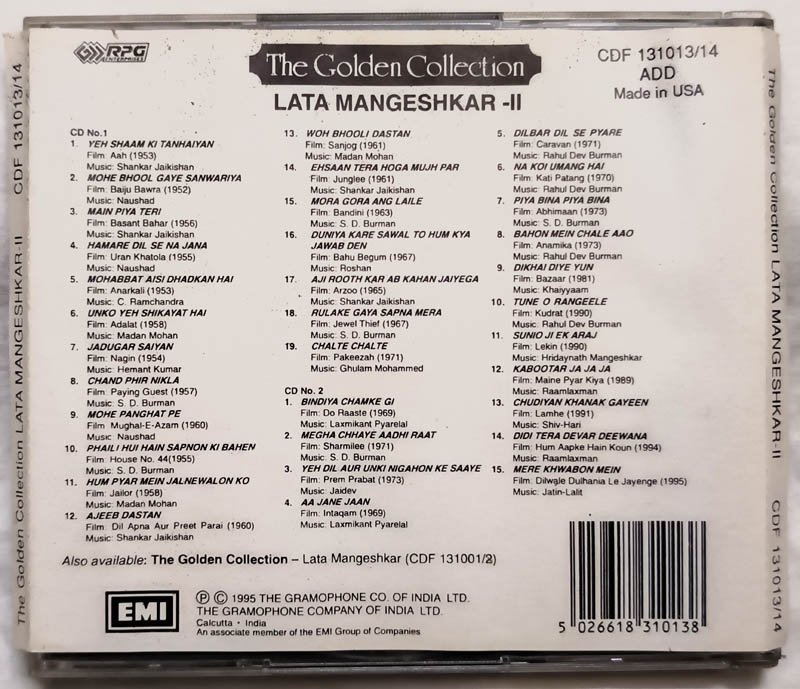 RPG
ENTERPRISES
The Golden Collection
LATA MANGESHKAR -II
CDF 131013/14
ADD
Made in USA
CD No.1
1. YEH SHAAM KI TANHAIYAN
Film: Aah (1953)
Music: Shankar Jaikishan
2. MOHE BHOOL GAYE SANWARIYA
Film: Baiju Bawra (1952)
Music: Naushad
3. MAIN PIYA TERI
Film: Basant Bahar (1956)
Music: Shankar Jaikishan
4. HAMARE DIL SE NA JANA
Film: Uran Khatola (1955)
Music: Naushad
5. MOHABBAT AISI DHADKAN HAI
Film: Anarkali (1953)
Music: C. Ramchandra
6. UNKO YEH SHIKAYAT HAI
Film: Adalat (1958)
Music: Madan Mohan
7. JADUGAR SAIYAN
Film: Nagin (1954)
Music: Hemant Kumar
8. CHAND PHIR NIKLA
Film: Paying Guest (1957)
Music: S. D. Burman
9. MOHE PANGHAT PE
Film: Mughal-E-Azam (1960)
Music: Naushad
10. PHAILI HUI HAIN SAPNON KI BAHEN
Film: House No. 44(1955)
Music: S. D. Burman
11. HUM PYAR MEIN JALNEWALON KO
Film: Jailor (1958)
Music: Madan Mohan
12. AJEEB DASTAN
Film: Dil Apna Aur Preet Parai (1960)
Music: Shankar Jaikishan
13. WOH BHOOLI DASTAN
Film: Sanjog (1961)
Music: Madan Mohan
14. EHSAAN TERA HOGA MUJH PAR
Film: Junglee (1961)
Music: Shankar Jaikishan
15. MORA GORA ANG LAILE
Film: Bandini (1963)
Music: S. D. Burman
16. DUNIYA KARE SAWAL TO HUM KYA
JAWAB DEN
Film: Bahu Begum (1967)
Music: Roshan
17. AJI ROOTH KAR AB KAHAN JAIYEGA
Film: Arzoo (1965)
Music: Shankar Jaikishan
18. RULAKE GAYA SAPNA MERA
Film: Jewel Thief (1967)
Music: S. D. Burman
19. CHALTE CHALTE
Film: Pakeezah (1971)
Music: Ghulam Mohammed
CD No. 2
1. BINDIYA CHAMKE GI
Film: Do Raaste (1969)
Music: Laxmikant Pyarelal
2. MEGHA CHHAYE AADHI RAAT
Film: Sharmilee (1971)
Music: S. D. Burman
3. YEH DIL AUR UNKI NIGAHON KE SAAYE
Film: Prem Prabat (1973)
Music: Jaidev
4. AA JANE JAAN
Film: Intaqam (1969)
Music: Laxmikant Pyarelal
5. DILBAR DIL SE PYARE
Film: Caravan (1971)
Music: Rahul Dev Burman
6. NA KOI UMANG HAI
Film: Kati Patang (1970)
Music: Rahul Dev Burman
7. PIYA BINA PIYA BINA
Film: Abhimaan (1973)
Music: S. D. Burman
8. BAHON MEIN CHALE AAO
Film: Anamika (1973)
Music: Rahul Dev Burman
9. DIKHAI DIYE YUN
Film: Bazaar (1981)
Music: Khaiyyaam
10. TUNE O RANGEELE
Film: Kudrat (1990)
Music: Rahul Dev Burman
11. SUNIO JI EK ARAJ
Film: Lekin (1990)
Music: Hridaynath Mangeshkar
12. KABOOTAR JA JA JA
Film: Maine Pyar Kiya (1989)
Music: Raamlaxman
13. CHUDIYAN KHANAK GAYEEN
Film: Lamhe (1991)
Music: Shiv-Hari
14. DIDI TERA DEVAR DEEWANA
Film: Hum Aapke Hain Koun (1994)
Music: Raamlaxman
15. MERE KHWABON MEIN
Film: Dilwale Dulhania Le Jayenge (1995)
Music: Jatin-Lalit
Also available: The Golden Collection – Lata Mangeshkar (CDF 131001/2)
EMI
Ⓟ © 1995 THE GRAMOPHONE CO. OF INDIA LTD.
THE GRAMOPHONE COMPANY OF INDIA LTD.
Calcutta • India
An associate member of the EMI Group of Companies
5 026618 310138
The Golden Collection LATA MANGESHKAR-II CDF 131013/14
The Golden Collection LATA MANGESHKAR-II CDF 131013/14